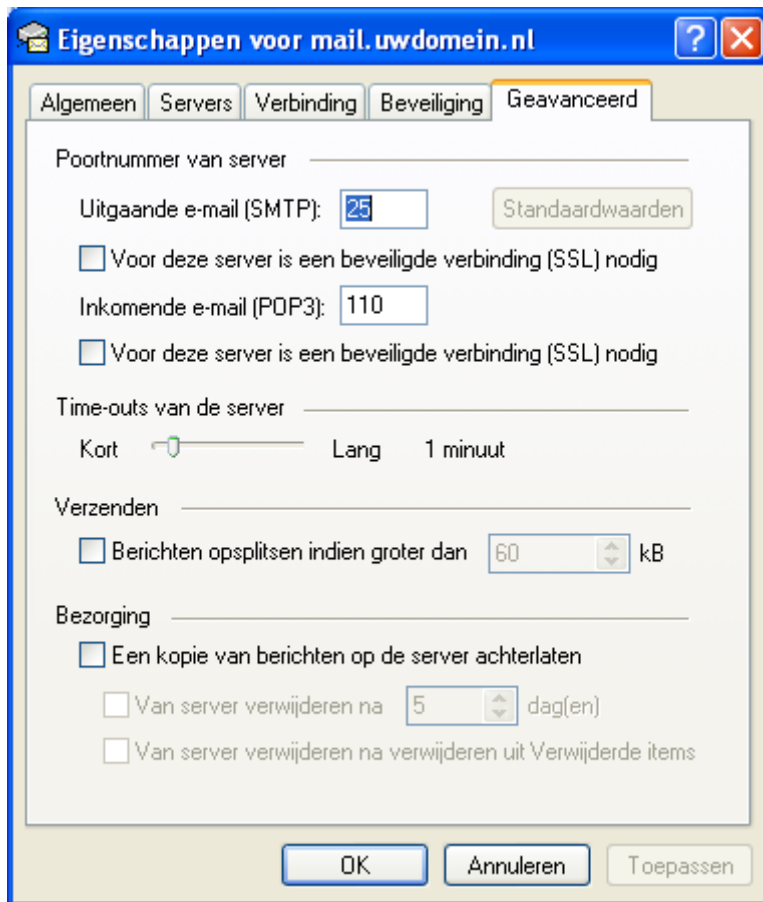 Eigenschappen voor mail.uwdomein.nl
Algemeen Servers Verbinding Beveiliging Geavanceerd
Poortnummer van server
Uitgaande e-mail (SMTP): 25 Standaardwaarden
Voor deze server is een beveiligde verbinding (SSL) nodig
Inkomende e-mail (POP3): 110
Voor deze server is een beveiligde verbinding (SSL) nodig
Time-outs van de server
Kort Lang 1 minuut
Verzenden
Berichten opsplitsen indien groter dan 60 kB
Bezorging
Een kopie van berichten op de server achterlaten
Van server verwijderen na 5 dag(en)
Van server verwijderen na verwijderen uit Verwijderde items
OK Annuleren Toepassen